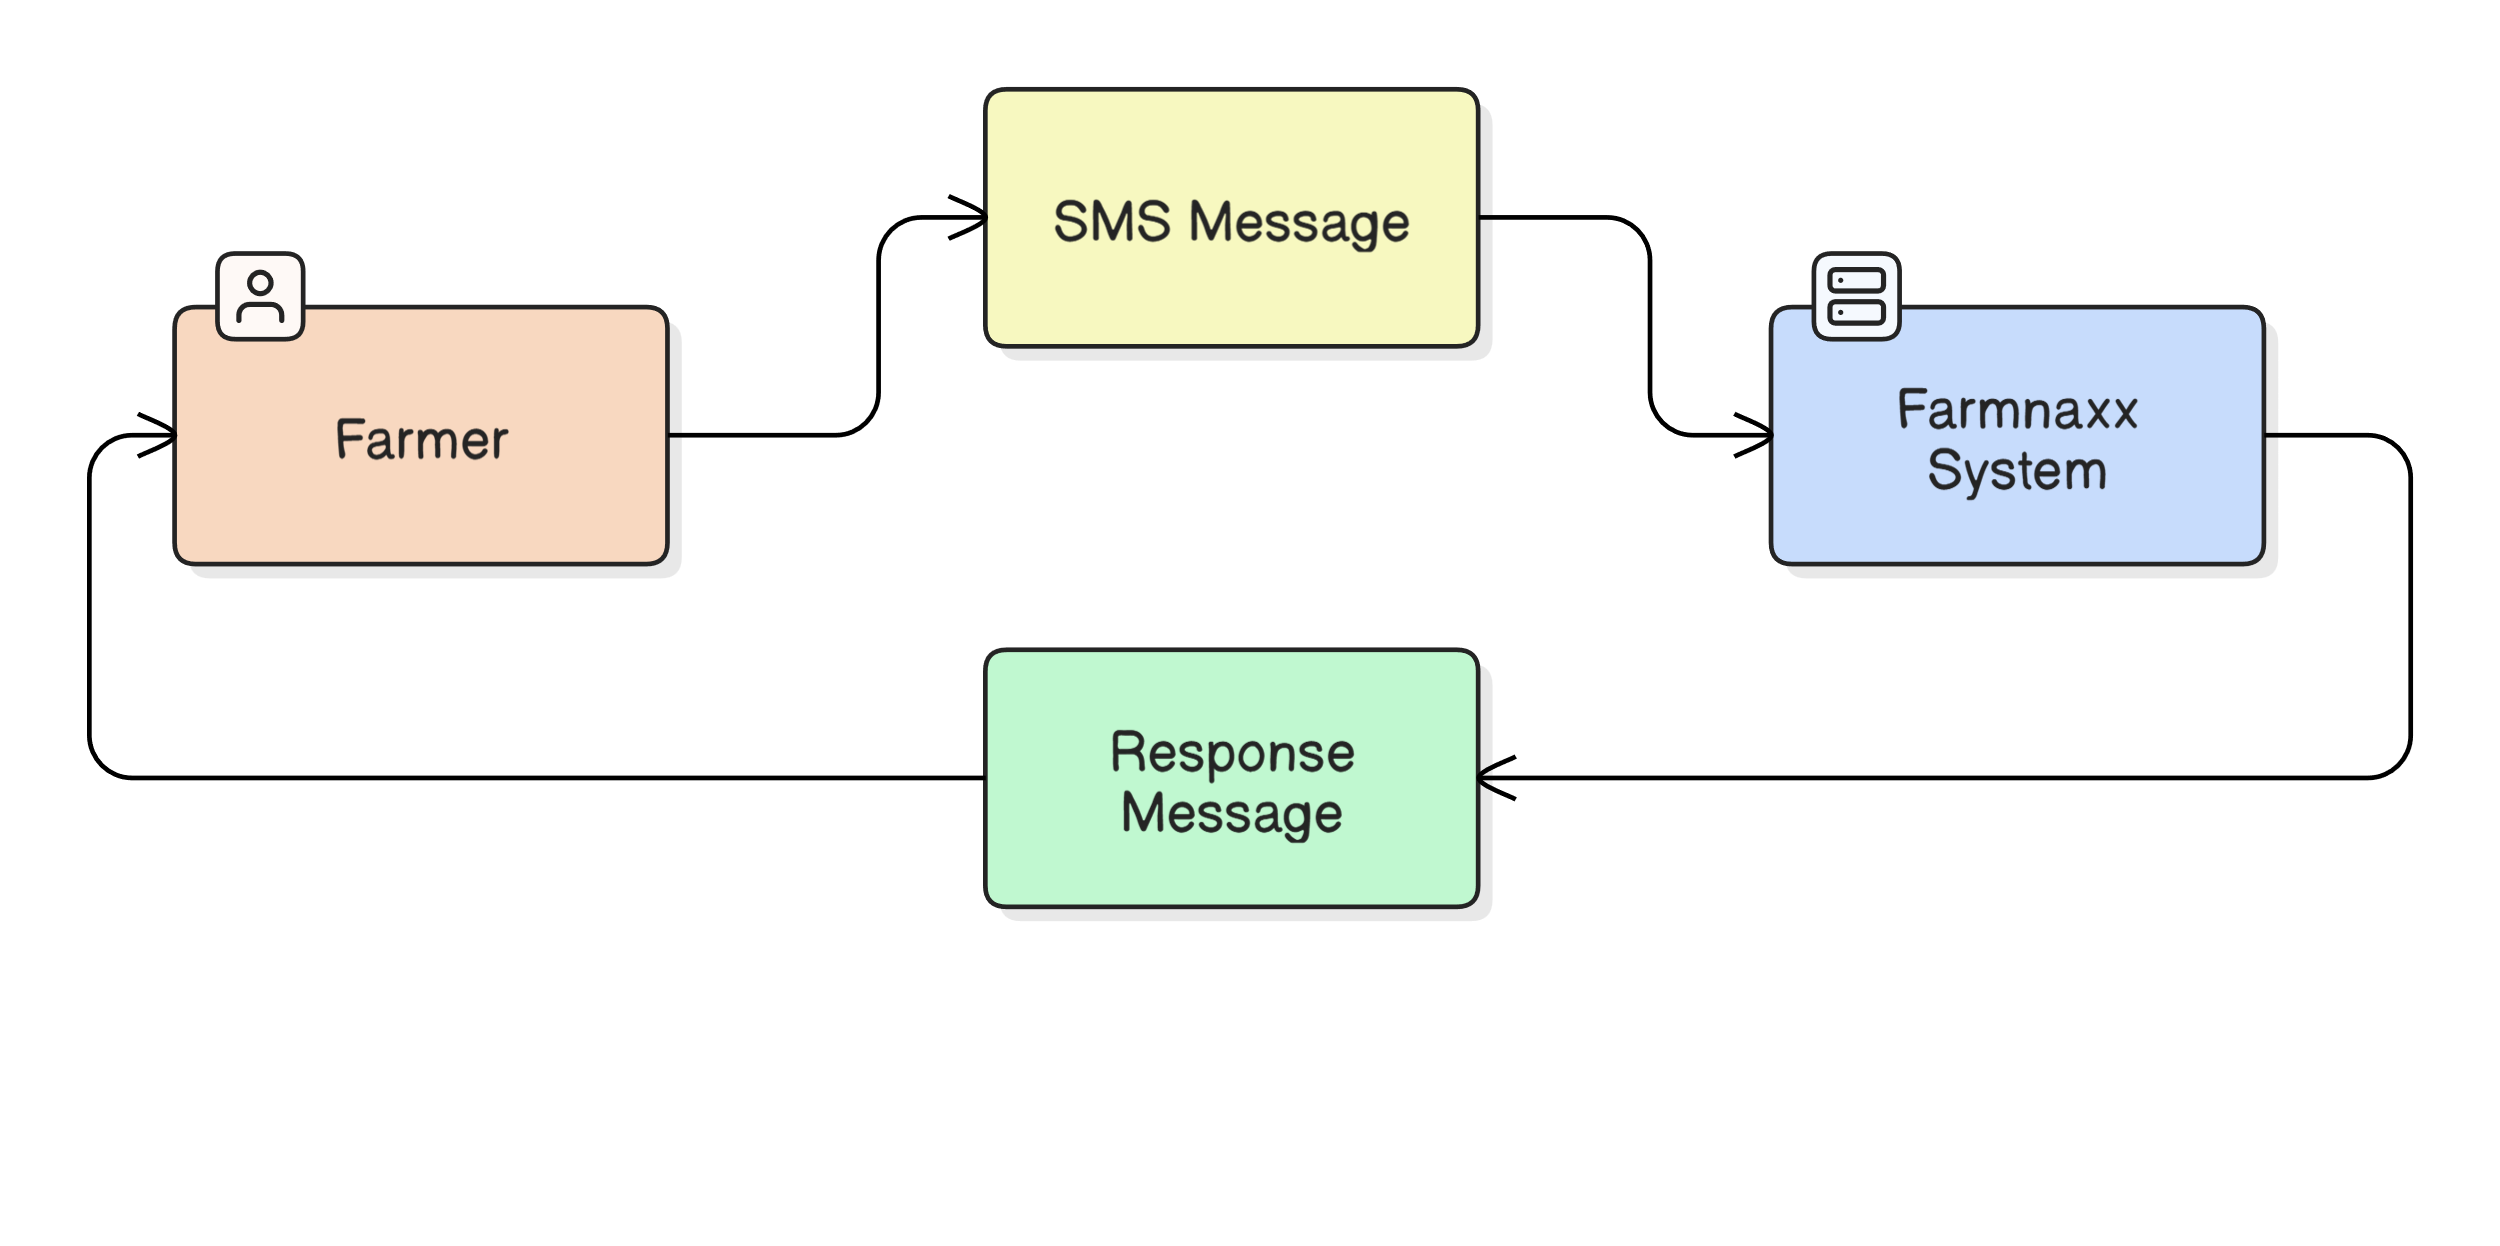 SMS Message
Farmer
Farmnaxx
System
Response
Message